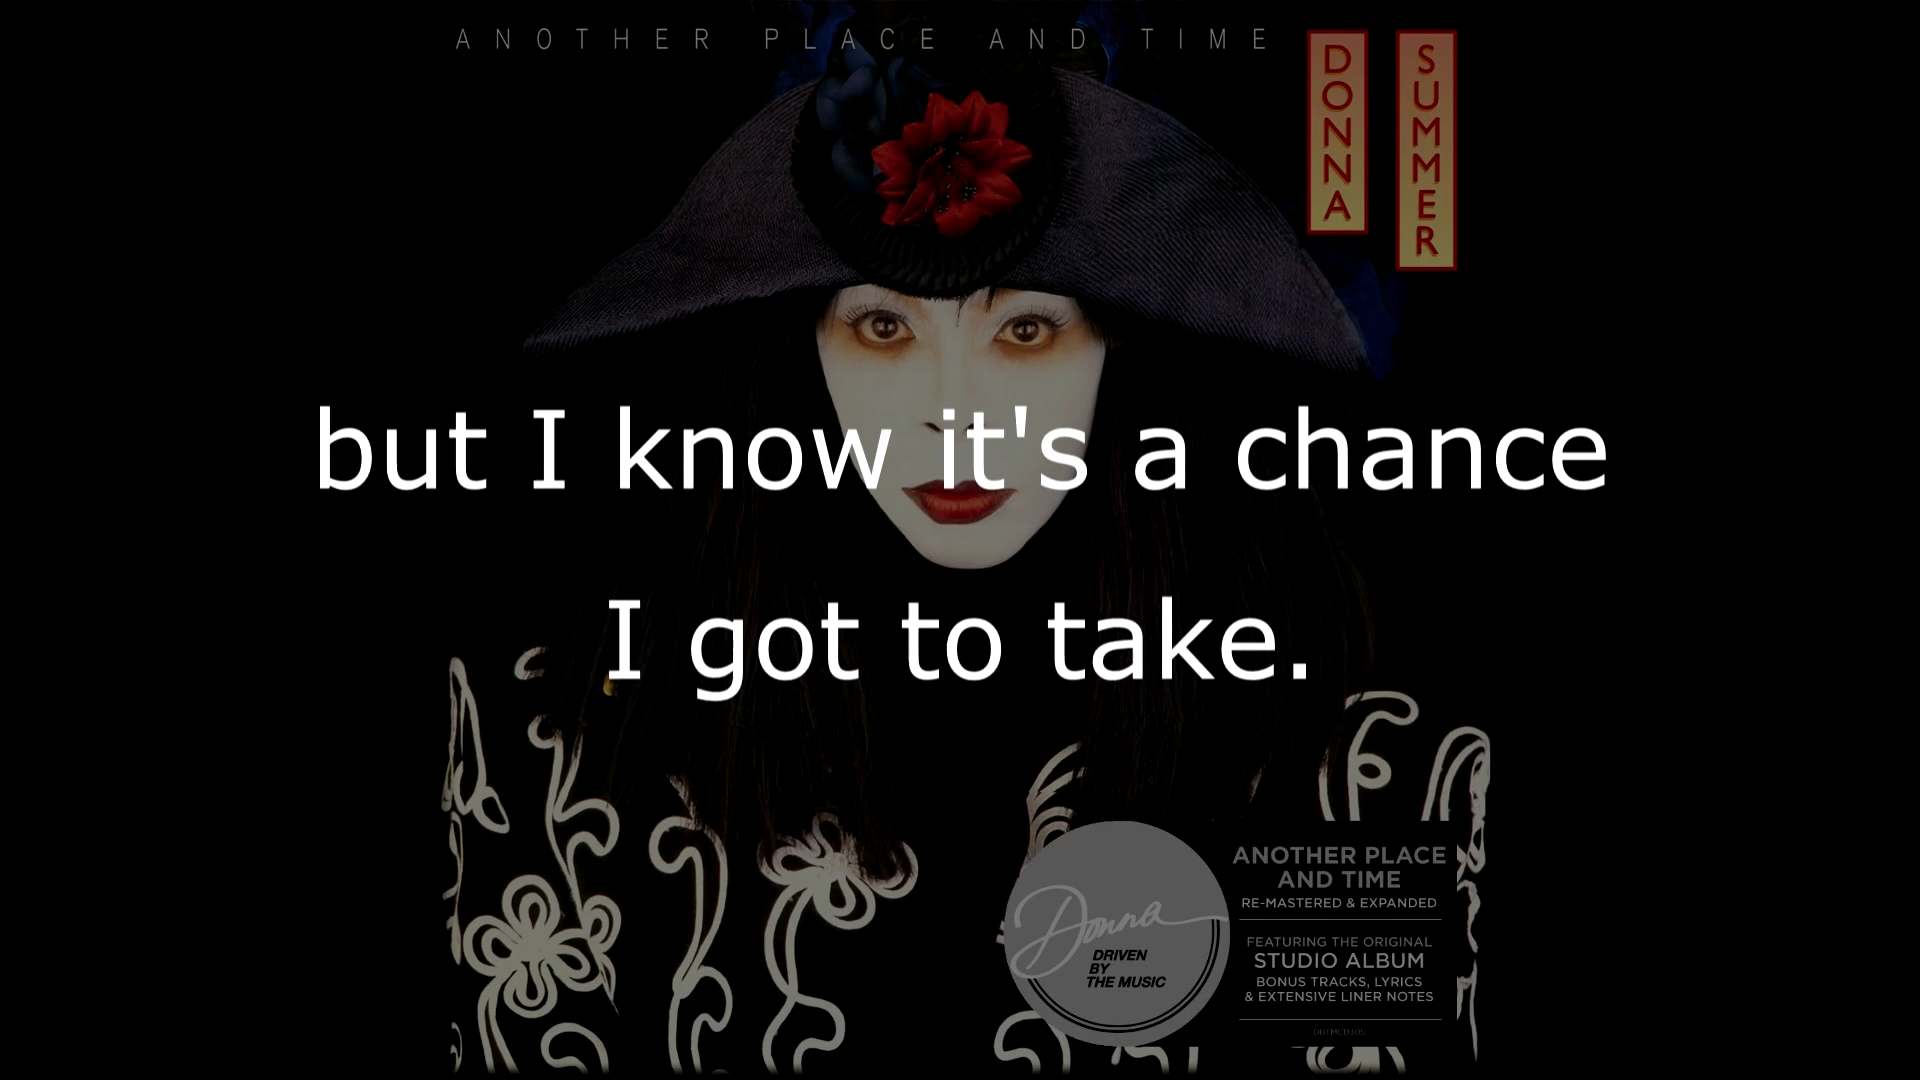 ANOTHER PLACE AND TIME
DONNA
SUMMER
but I know it's a chance
I got to take.
Donna
DRIVEN
BY
THE MUSIC
ANOTHER PLACE
AND TIME
RE-MASTERED & EXPANDED
FEATURING THE ORIGINAL
STUDIO ALBUM
BONUS TRACKS, LYRICS
& EXTENSIVE LINER NOTES